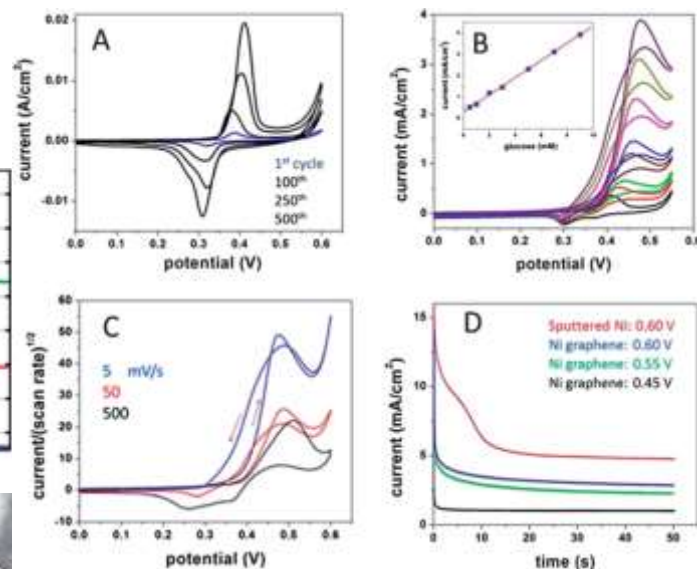 A
current (A/cm²)
0.02
0.01
0.00
-0.01
1st cycle
100th
250th
500th
0.0 0.1 0.2 0.3 0.4 0.5 0.6
potential (V)
B
current (mA/cm²)
4
3
2
1
0
current (mA/cm²)
glucose (mM)
0.0 0.1 0.2 0.3 0.4 0.5 0.6
potential (V)
C
current/(scan rate)1/2
60
50
40
30
20
10
0
-10
5 mV/s
50
500
0.0 0.1 0.2 0.3 0.4 0.5 0.6
potential (V)
D
current (mA/cm²)
15
10
5
0
Sputtered Ni: 0.60 V
Ni graphene: 0.60 V
Ni graphene: 0.55 V
Ni graphene: 0.45 V
0 10 20 30 40 50
time (s)